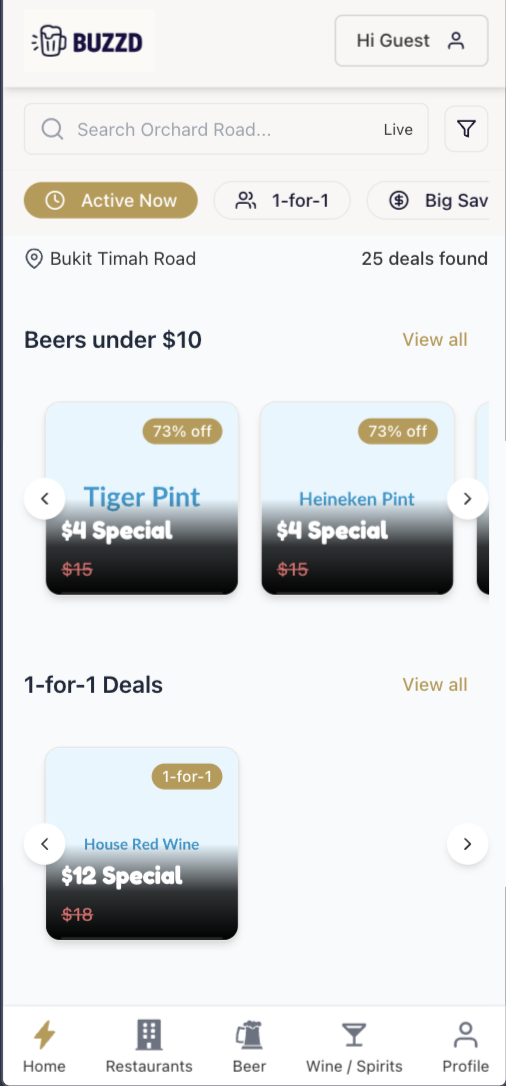 BUZZD
Hi Guest
Search Orchard Road...
Live
Active Now
1-for-1
Big Sav
Bukit Timah Road
25 deals found
Beers under $10
View all
73% off
Tiger Pint
$4 Special
$15
73% off
Heineken Pint
$4 Special
$15
1-for-1 Deals
View all
1-for-1
House Red Wine
$12 Special
$18
Home
Restaurants
Beer
Wine / Spirits
Profile